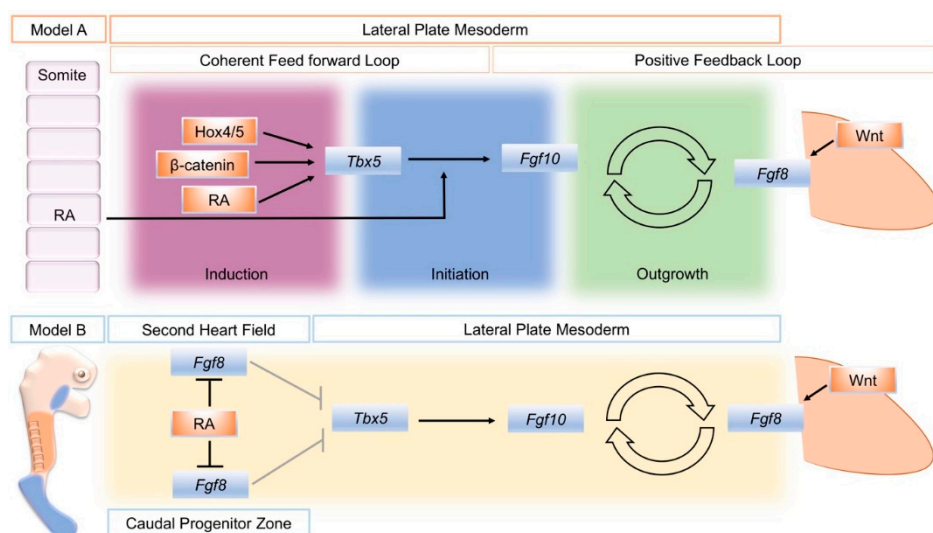 Model A
Lateral Plate Mesoderm
Coherent Feed forward Loop
Positive Feedback Loop
Somite
Hox4/5
β-catenin
RA
Tbx5
Fgf10
Fgf8
Wnt
RA
Induction
Initiation
Outgrowth
Model B
Second Heart Field
Lateral Plate Mesoderm
Fgf8
RA
Fgf8
Tbx5
Fgf10
Fgf8
Wnt
Caudal Progenitor Zone